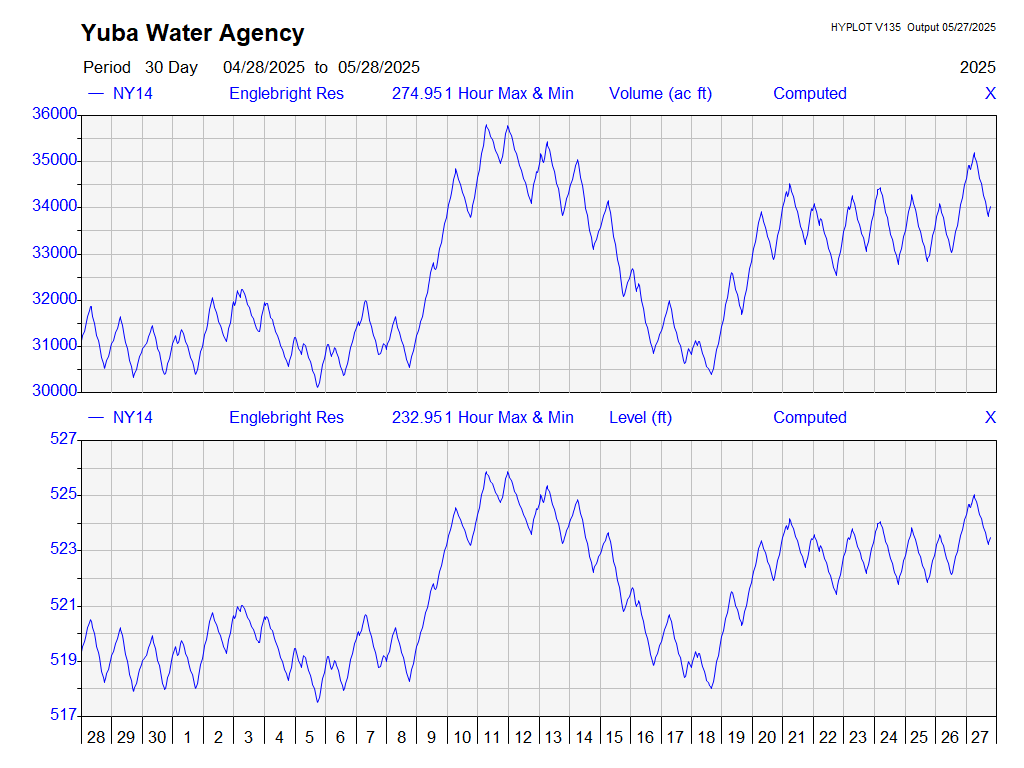 Yuba Water Agency
HYPLOT V135 Output 05/27/2025
Period 30 Day 04/28/2025 to 05/28/2025 2025
NY14 Englebright Res 274.95 1 Hour Max & Min Volume (ac ft) Computed X
36000
35000
34000
33000
32000
31000
30000
NY14 Englebright Res 232.95 1 Hour Max & Min Level (ft) Computed X
527
525
523
521
519
517
28 29 30 1 2 3 4 5 6 7 8 9 10 11 12 13 14 15 16 17 18 19 20 21 22 23 24 25 26 27